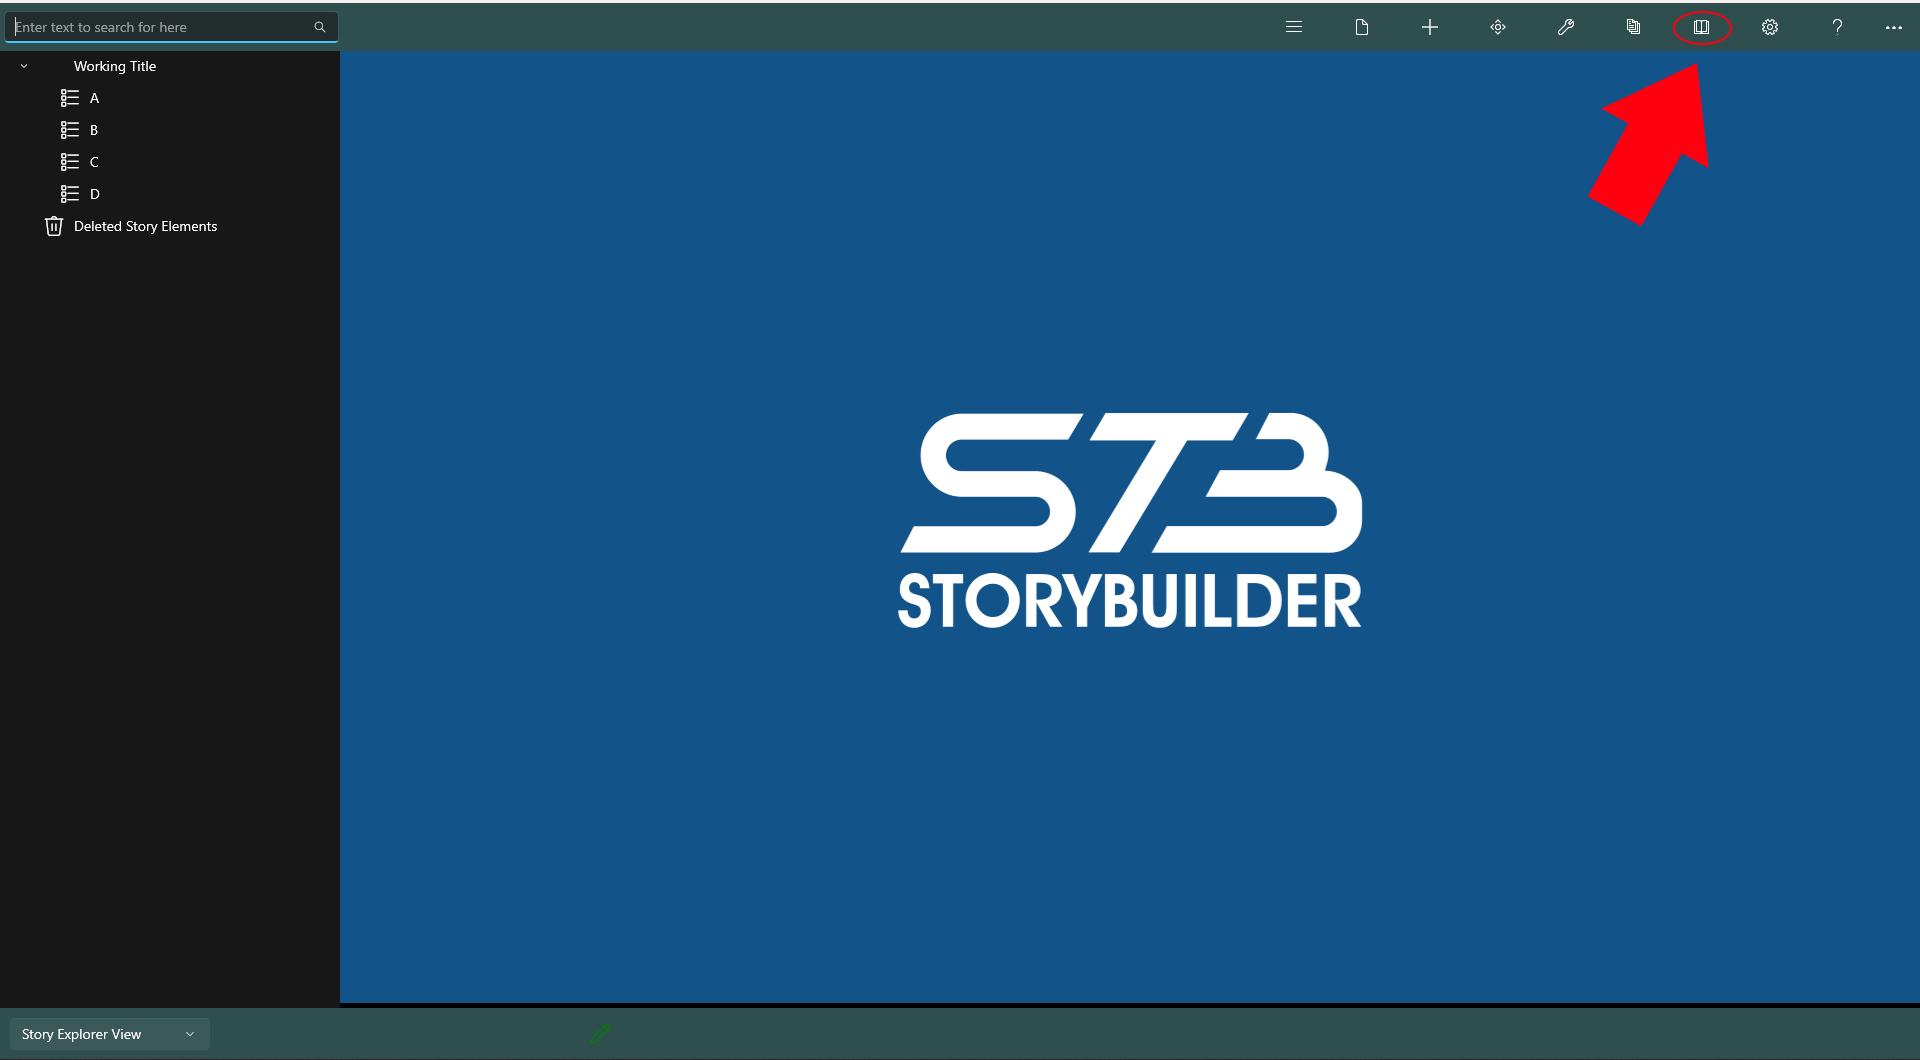 Enter text to search for here
Working Title
A
B
C
D
Deleted Story Elements
STB
STORYBUILDER
Story Explorer View